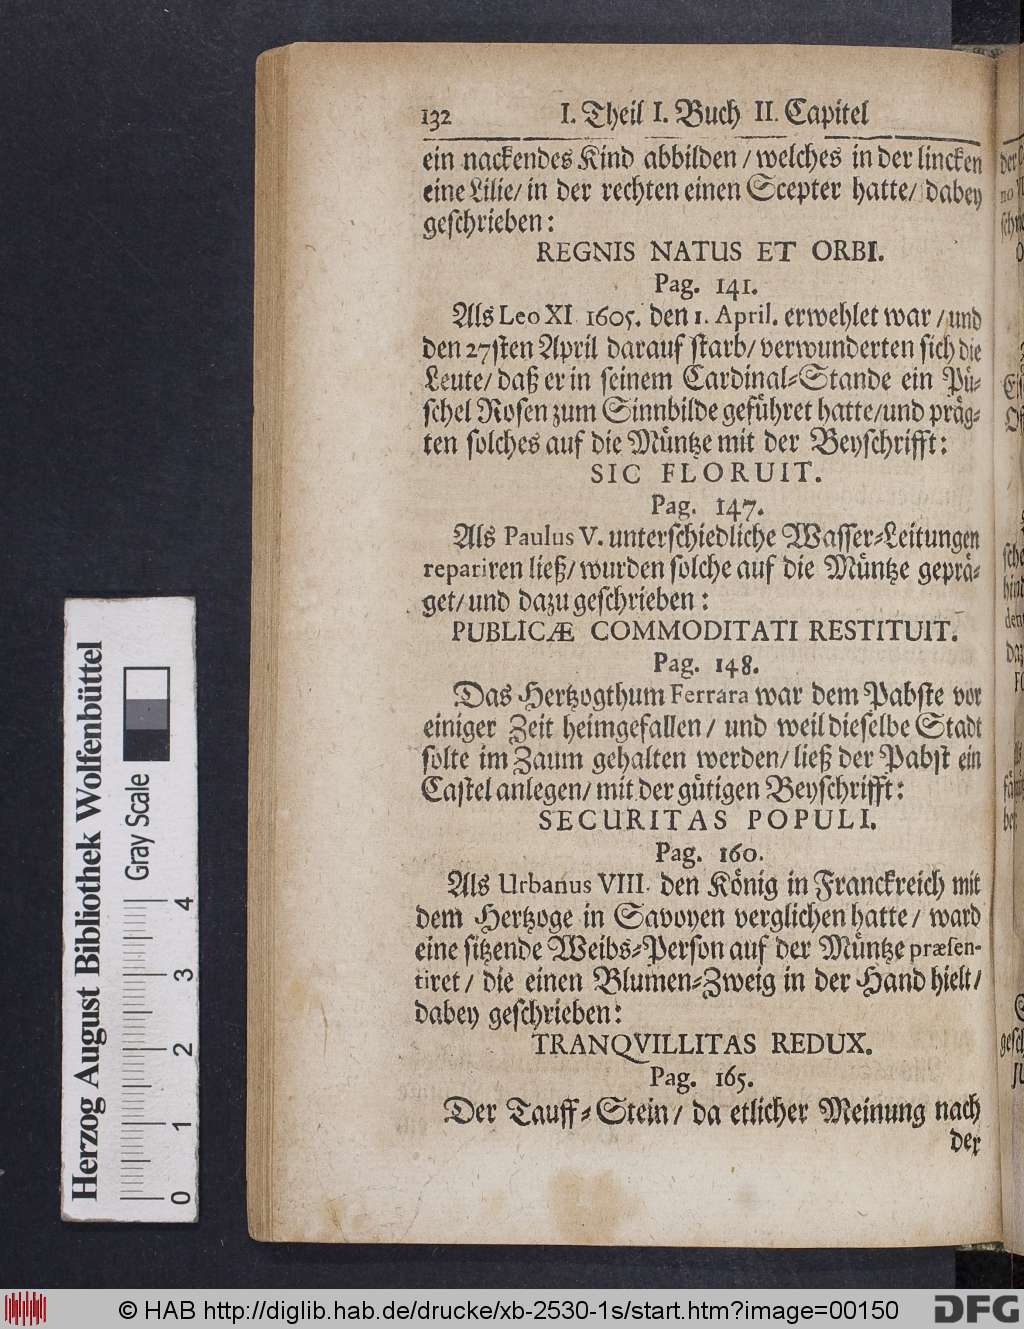 132 I. Theil I. Buch II. Capitel
ein nackendes Kind abbilden / welches in der lincken
eine Lilie/ in der rechten einen Scepter hatte/ dabey
geschrieben:
REGNIS NATUS ET ORBI.
Pag. 141.
Als Leo XI. 1605. den 1. April. erwehlet war / und
den 27sten April darauf starb/ verwunderten sich die
Leute/ daß er in seinem Cardinal-Stande ein Pü-
schel Rosen zum Sinnbilde geführet hatte/und präg-
ten solches auf die Müntze mit der Beyschrifft:
SIC FLORUIT.
Pag. 147.
Als Paulus V. unterschiedliche Wasser-Leitungen
repariren ließ/ wurden solche auf die Müntze geprä-
get/ und dazu geschrieben:
PUBLICÆ COMMODITATI RESTITUIT.
Pag. 148.
Das Hertzogthum Ferrara war dem Pabste vor
einiger Zeit heimgefallen / und weil dieselbe Stadt
solte im Zaum gehalten werden/ ließ der Pabst ein
Castel anlegen/ mit der gütigen Beyschrifft:
SECURITAS POPULI.
Pag. 160.
Als Urbanus VIII. den König in Franckreich mit
dem Hertzoge in Savoyen verglichen hatte / ward
eine sitzende Weibs-Person auf der Müntze præsen-
tiret / die einen Blumen-Zweig in der Hand hielt/
dabey geschrieben:
TRANQVILLITAS REDUX.
Pag. 165.
Der Tauff-Stein / da etlicher Meinung nach
der
Herzog August Bibliothek Wolfenbüttel
Gray Scale
0 1 2 3 4
© HAB http://diglib.hab.de/drucke/xb-2530-1s/start.htm?image=00150
DFG